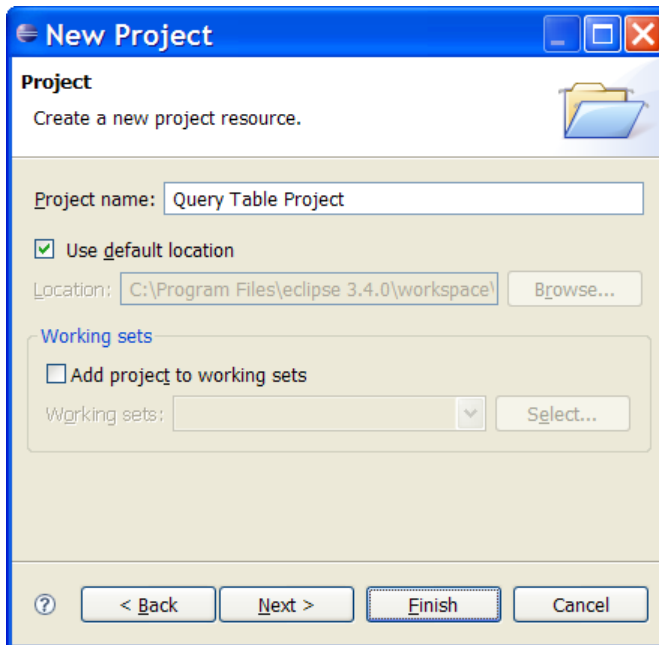 New Project
Project
Create a new project resource.
Project name: Query Table Project
Use default location
Location: C:\Program Files\eclipse 3.4.0\workspace\
Browse...
Working sets
Add project to working sets
Working sets:
Select...
? < Back Next > Finish Cancel